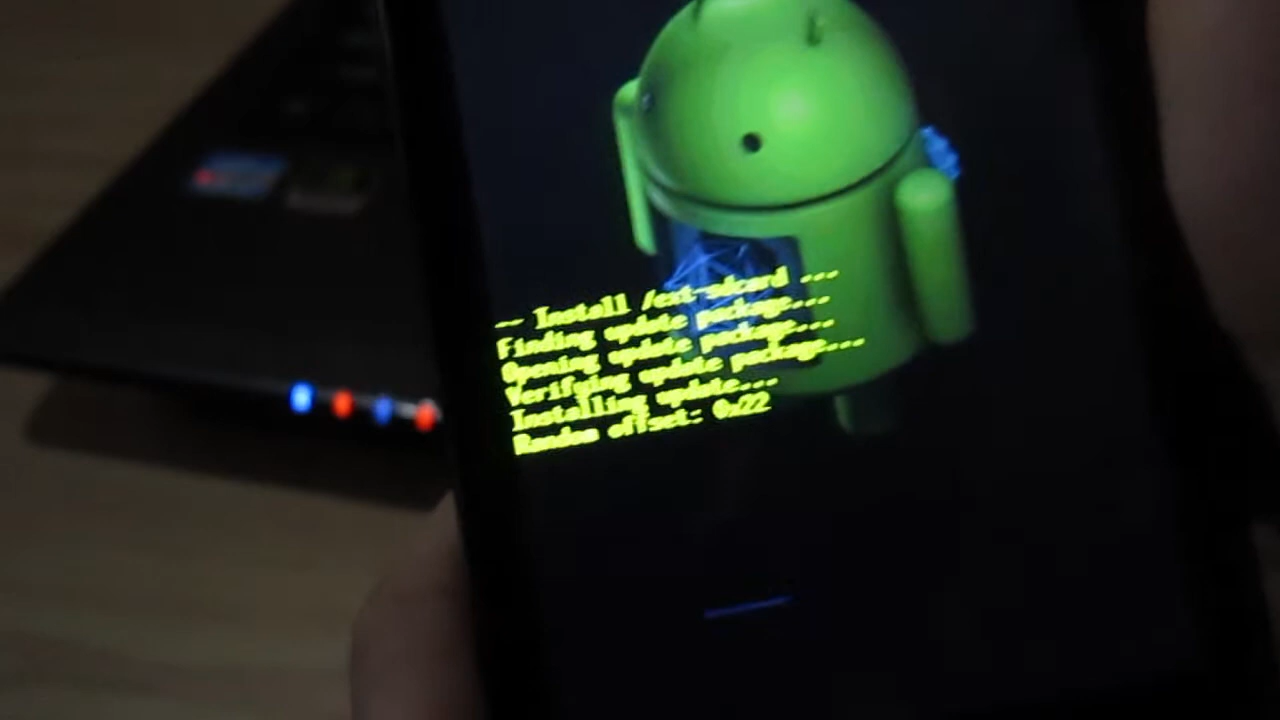 -- Install /ext-sdcard ...
Finding update package...
Opening update package...
Verifying update package...
Installing update...
Random offset: 0x22